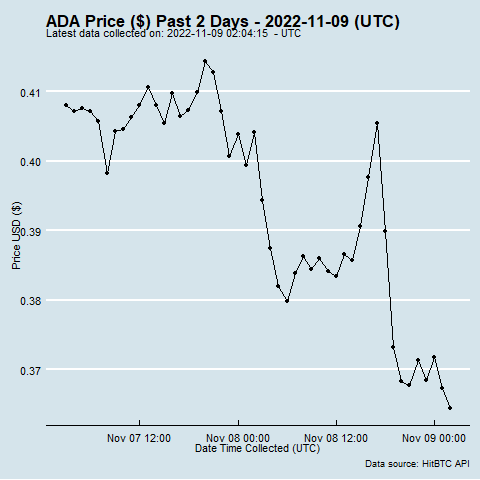 ADA Price ($) Past 2 Days - 2022-11-09 (UTC)
Latest data collected on: 2022-11-09 02:04:15  - UTC
Price USD ($)
0.41
0.40
0.39
0.38
0.37
Nov 07 12:00
Nov 08 00:00
Nov 08 12:00
Nov 09 00:00
Date Time Collected (UTC)
Data source: HitBTC API